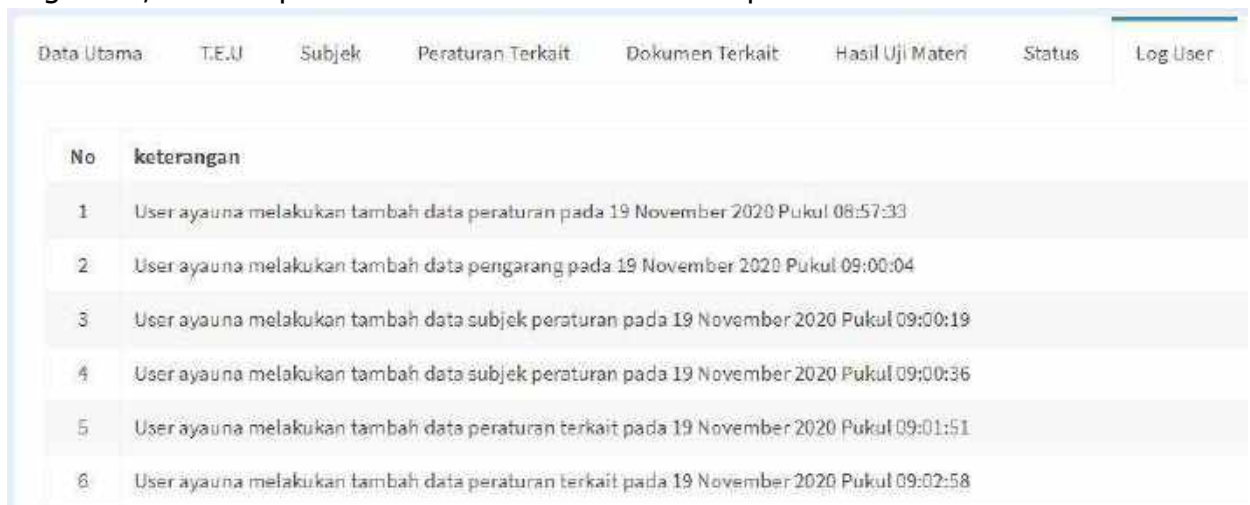 Data Utama T.E.U Subjek Peraturan Terkait Dokumen Terkait Hasil Uji Materi Status Log User
No keterangan
1 User ayauna melakukan tambah data peraturan pada 19 November 2020 Pukul 08:57:33
2 User ayauna melakukan tambah data pengarang pada 19 November 2020 Pukul 09:00:04
3 User ayauna melakukan tambah data subjek peraturan pada 19 November 2020 Pukul 09:00:19
4 User ayauna melakukan tambah data subjek peraturan pada 19 November 2020 Pukul 09:00:36
5 User ayauna melakukan tambah data peraturan terkait pada 19 November 2020 Pukul 09:01:51
6 User ayauna melakukan tambah data peraturan terkait pada 19 November 2020 Pukul 09:02:58